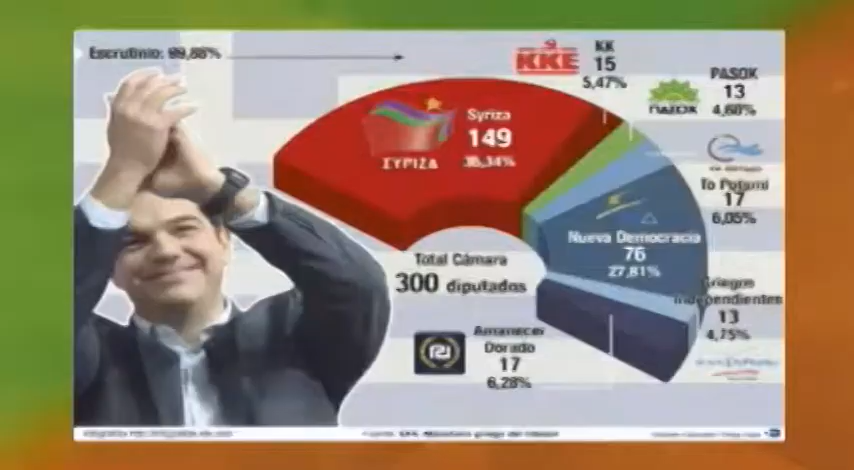 Escrutinio: 99,88%
KKE
KK
15
5,47%
PASOK
13
4,68%
ΠΑΣΟΚ
Syriza
149
36,34%
ΣΥΡΙΖΑ
To Potami
17
6,05%
Nueva Democracia
76
27,81%
Total Cámara
300 diputados
Griegos
Independientes
13
4,75%
Amanecer
Dorado
17
6,28%